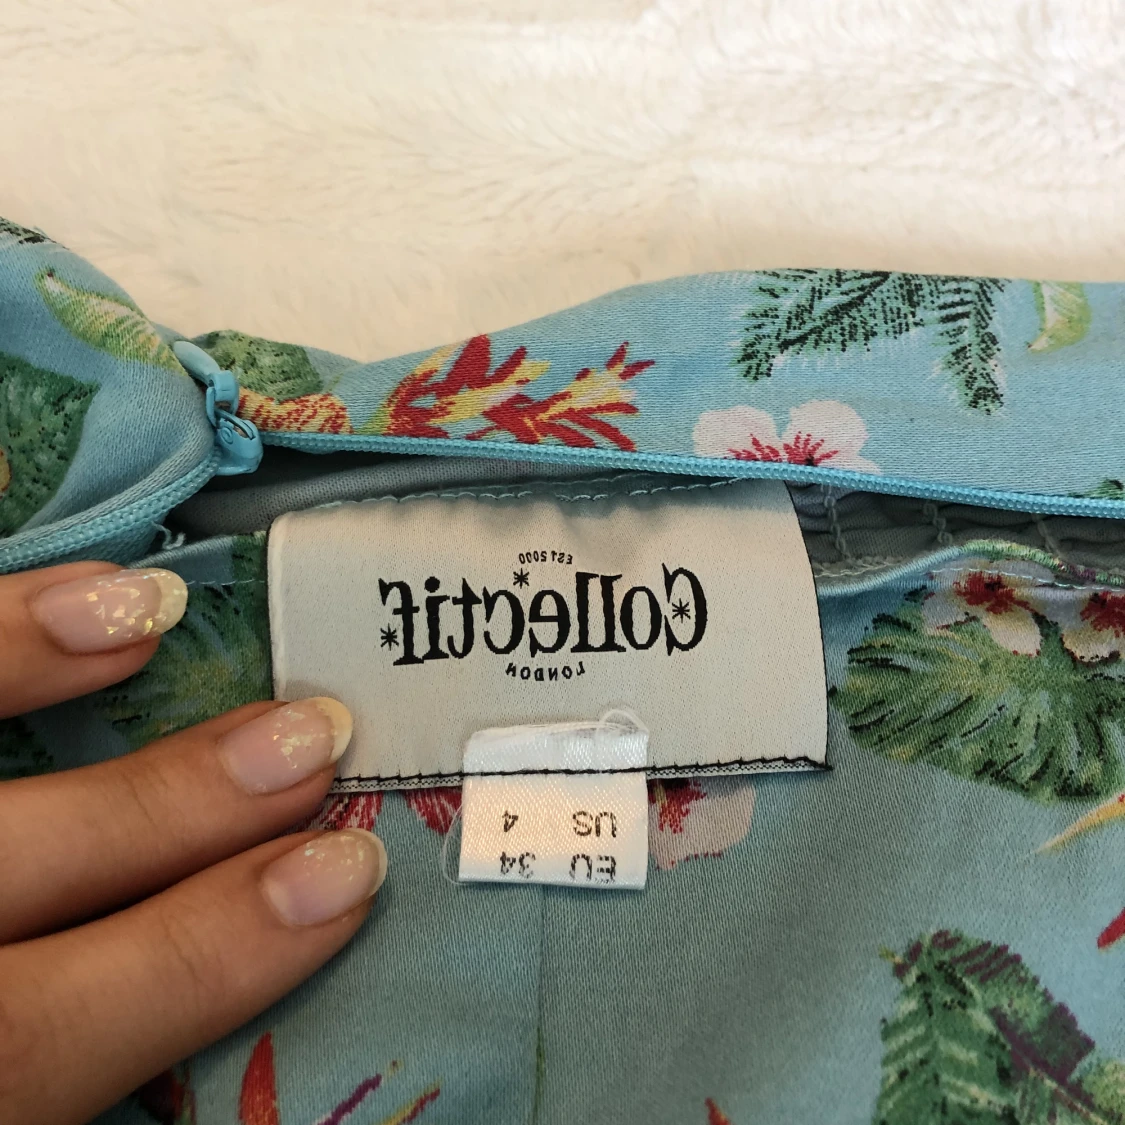 EST 2000
Collectif
LONDON
US 4
EU 34